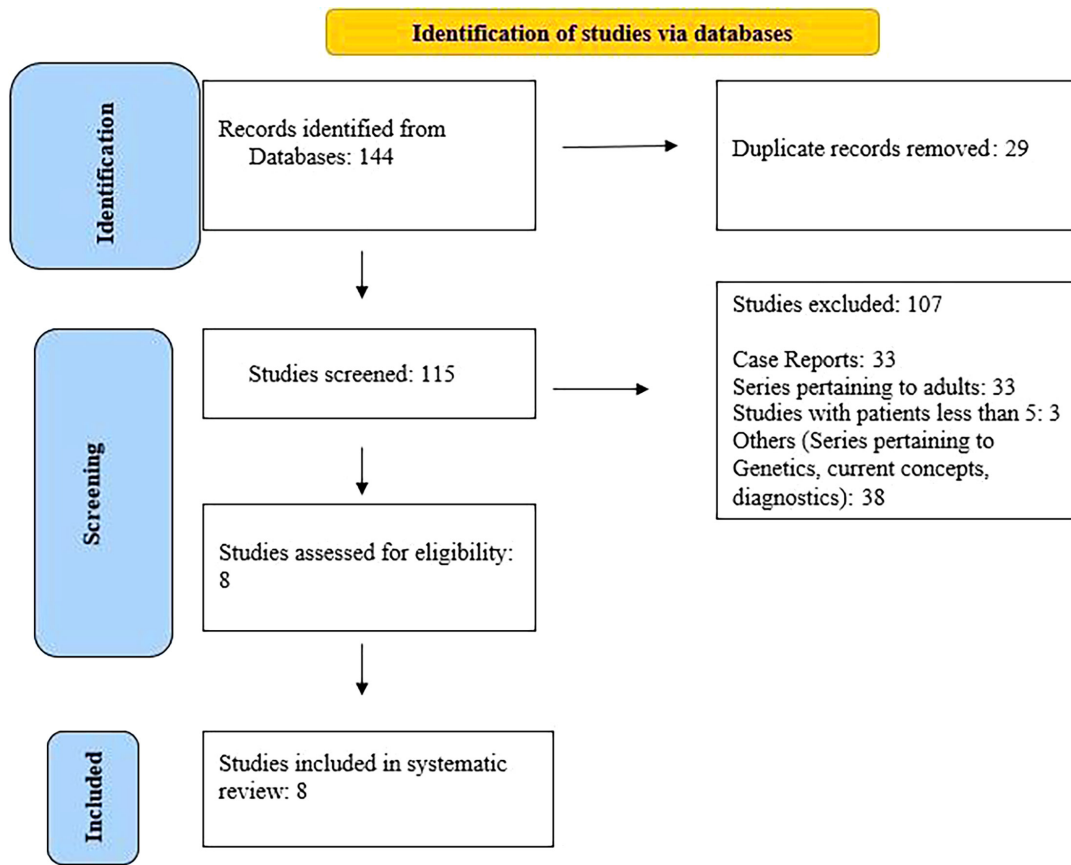 Identification of studies via databases
Identification
Records identified from
Databases: 144
Duplicate records removed: 29
Screening
Studies screened: 115
Studies excluded: 107
Case Reports: 33
Series pertaining to adults: 33
Studies with patients less than 5: 3
Others (Series pertaining to
Genetics, current concepts,
diagnostics): 38
Studies assessed for eligibility:
8
Included
Studies included in systematic
review: 8